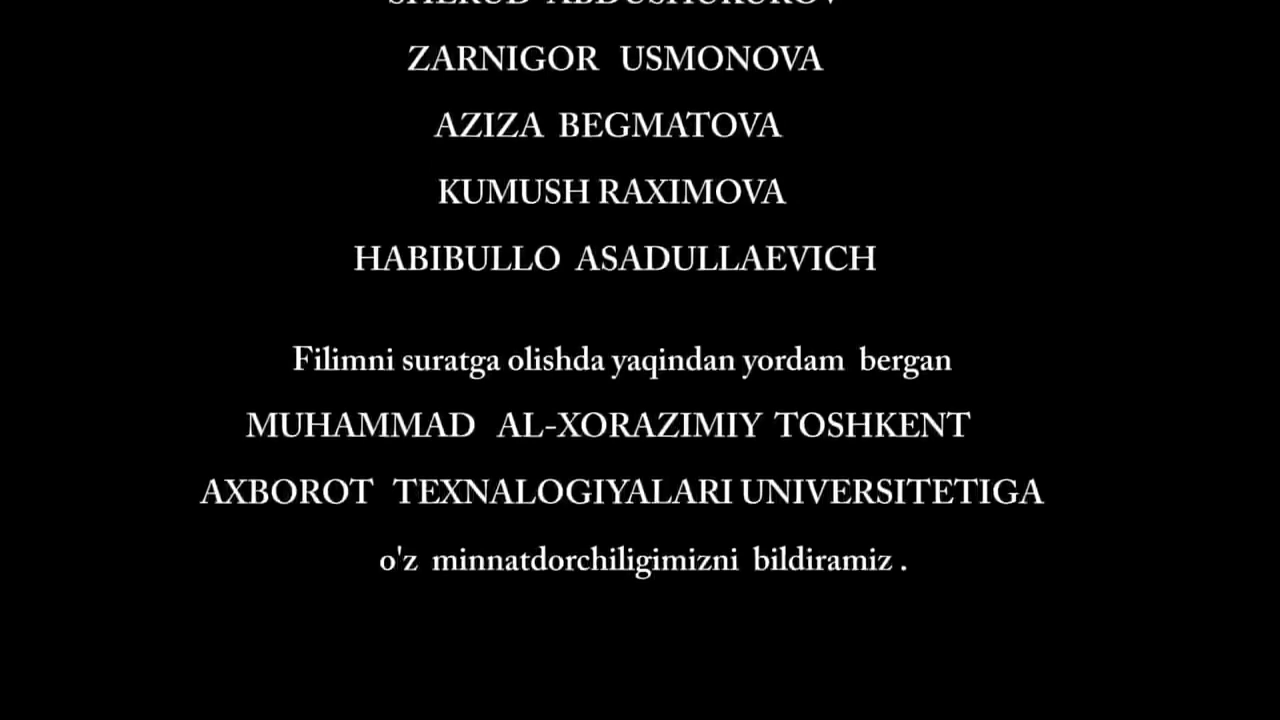 ZARNIGOR USMONOVA
AZIZA BEGMATOVA
KUMUSH RAXIMOVA
HABIBULLO ASADULLAEVICH
Filimni suratga olishda yaqindan yordam bergan
MUHAMMAD AL-XORAZIMIY TOSHKENT
AXBOROT TEXNALOGIYALARI UNIVERSITETIGA
o'z minnatdorchiligimizni bildiramiz .